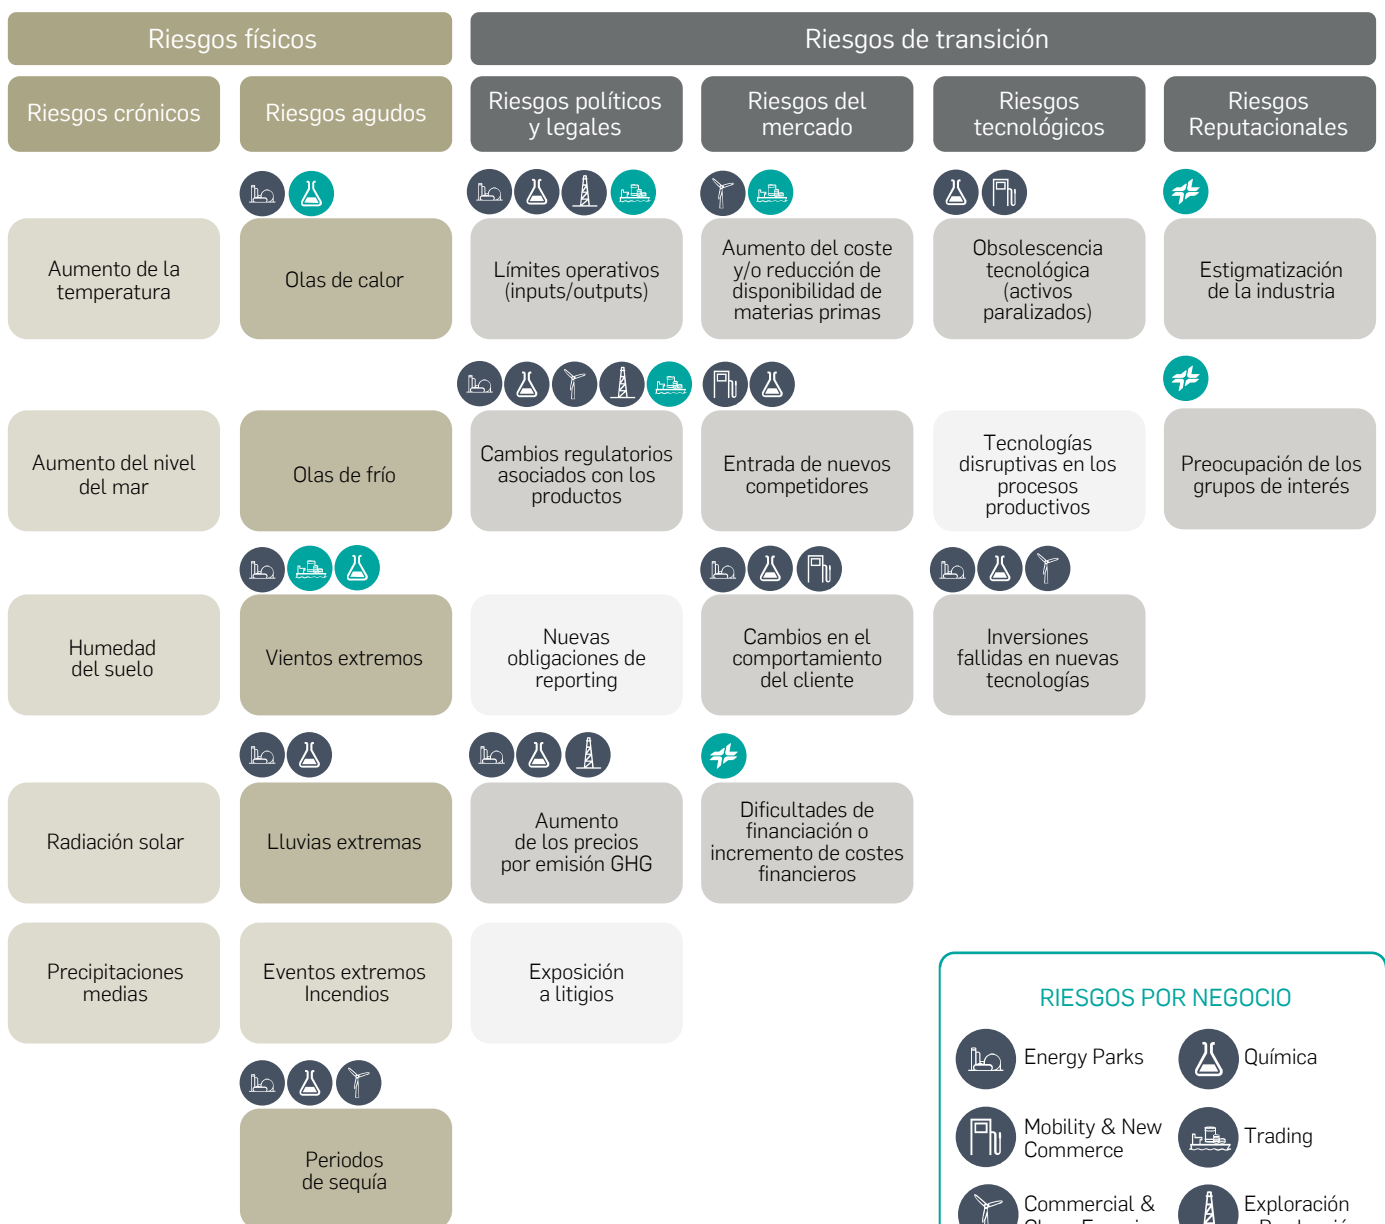 Riesgos físicos
Riesgos de transición
Riesgos crónicos
Riesgos agudos
Riesgos políticos
y legales
Riesgos del
mercado
Riesgos
tecnológicos
Riesgos
Reputacionales
Aumento de la
temperatura
Olas de calor
Límites operativos
(inputs/outputs)
Aumento del coste
y/o reducción de
disponibilidad de
materias primas
Obsolescencia
tecnológica
(activos
paralizados)
Estigmatización
de la industria
Aumento del nivel
del mar
Olas de frío
Cambios regulatorios
asociados con los
productos
Entrada de nuevos
competidores
Tecnologías
disruptivas en los
procesos
productivos
Preocupación de los
grupos de interés
Humedad
del suelo
Vientos extremos
Nuevas
obligaciones de
reporting
Cambios en el
comportamiento
del cliente
Inversiones
fallidas en nuevas
tecnologías
Radiación solar
Lluvias extremas
Aumento
de los precios
por emisión GHG
Dificultades de
financiación o
incremento de costes
financieros
Precipitaciones
medias
Eventos extremos
Incendios
Exposición
a litigios
Periodos
de sequía
RIESGOS POR NEGOCIO
Energy Parks
Química
Mobility & New
Commerce
Trading
Commercial &
Exploración